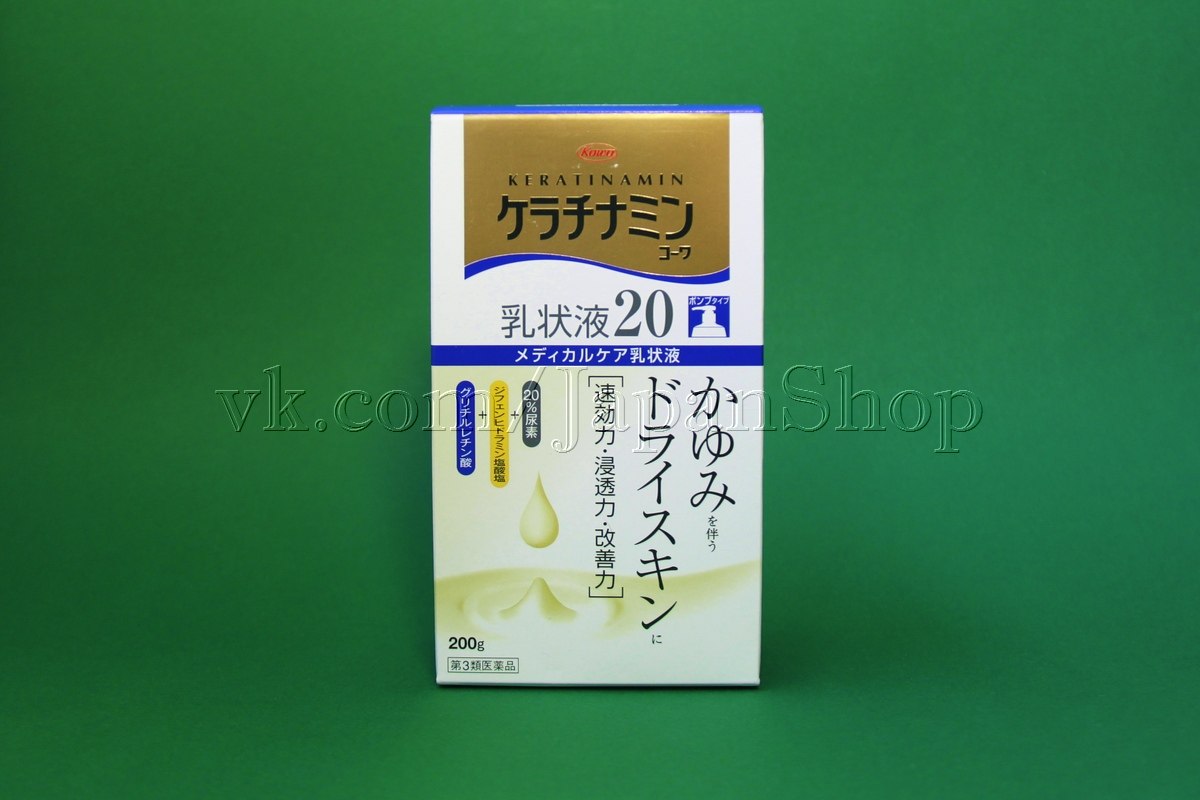 Kowa
KERATINAMIN
ケラチナミン
コーワ
乳状液20
ポンプタイプ
メディカルケア乳状液
かゆみを伴う
ドライスキンに
[速効力・浸透力・改善力]
20%尿素
+
ジフェンヒドラミン塩酸塩
+
グリチルレチン酸
vk.com/JapanShop
200g
第3類医薬品